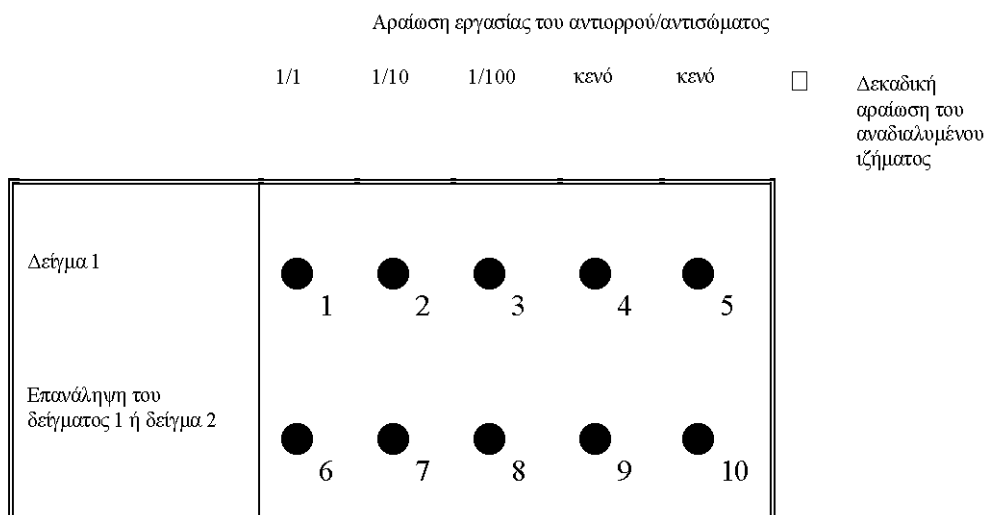 Αραίωση εργασίας του αντιορρού/αντισώματος
1/1 1/10 1/100 κενό κενό
Δεκαδική
αραίωση του
αναδιαλυμένου
ιζήματος
Δείγμα 1
1 2 3 4 5
Επανάληψη του
δείγματος 1 ή δείγμα 2
6 7 8 9 10